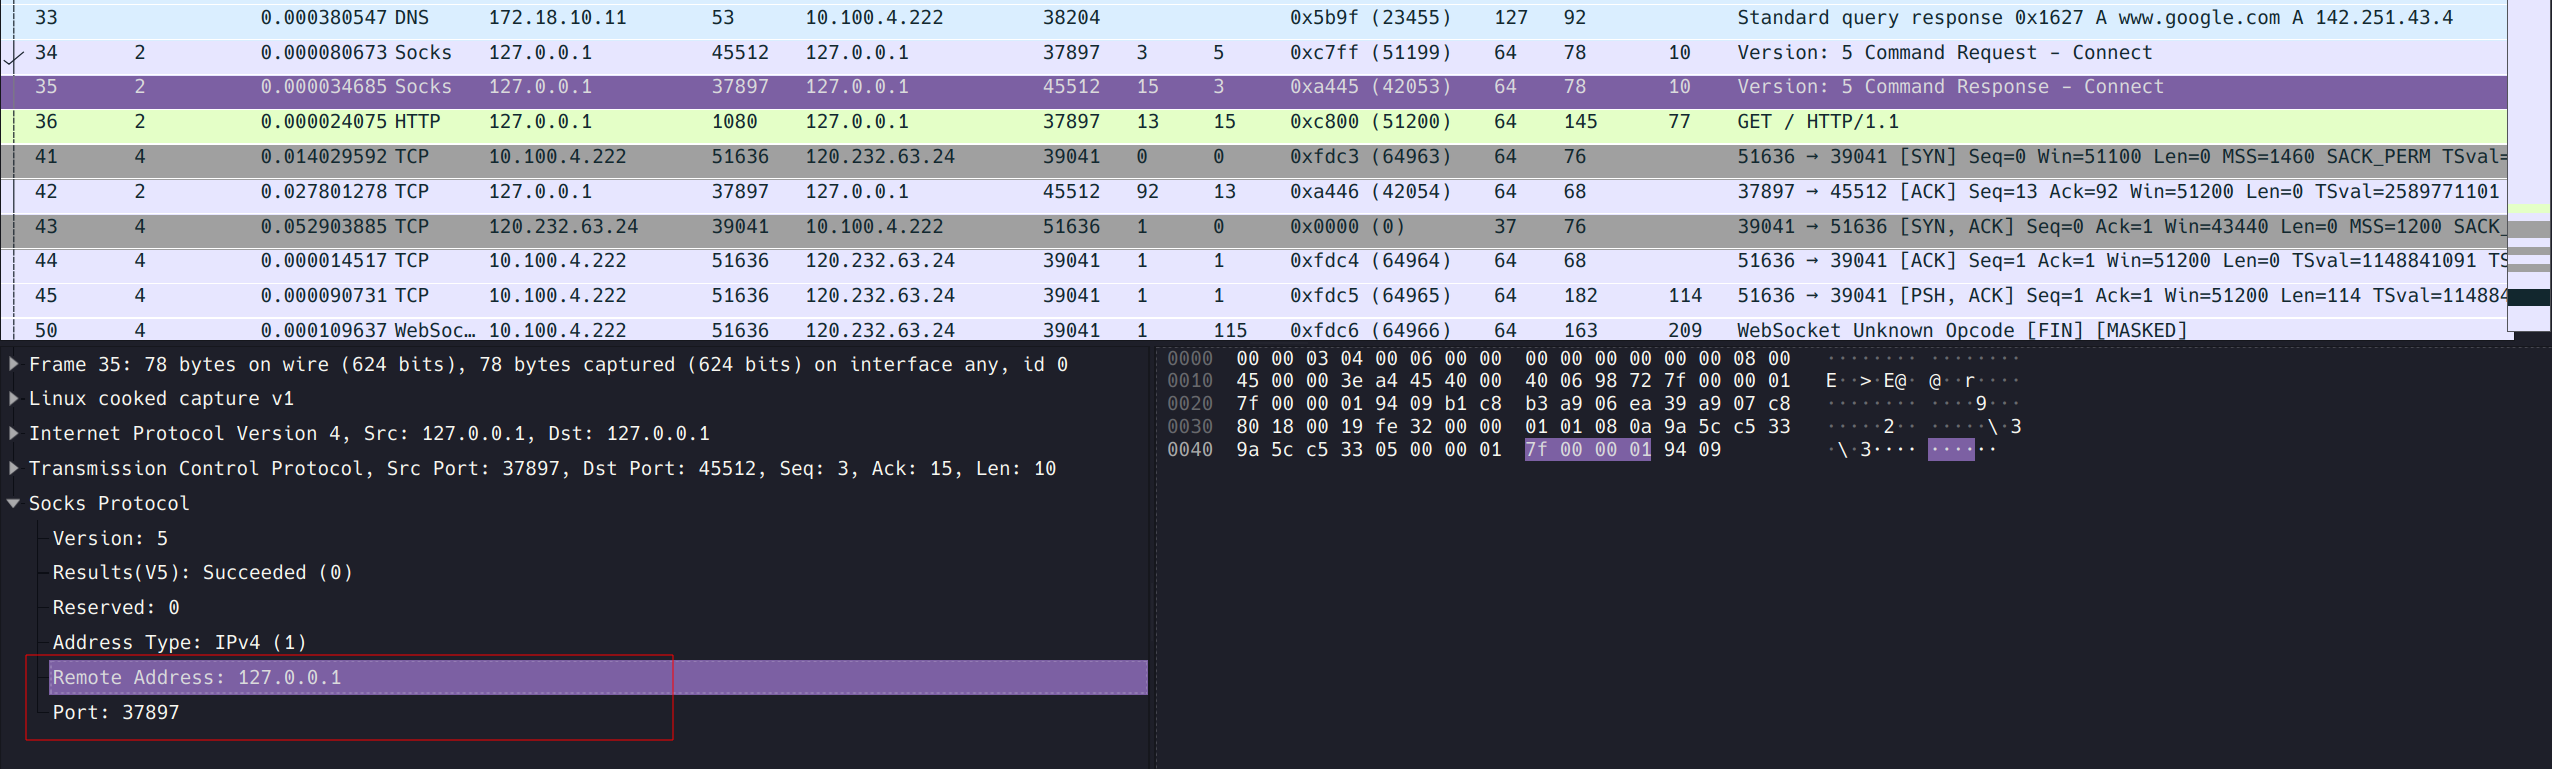 33 0.000380547 DNS 172.18.10.11 53 10.100.4.222 38204 0x5b9f (23455) 127 92 Standard query response 0x1627 A www.google.com A 142.251.43.4
34 2 0.000080673 Socks 127.0.0.1 45512 127.0.0.1 37897 3 5 0xc7ff (51199) 64 78 10 Version: 5 Command Request - Connect
35 2 0.000034685 Socks 127.0.0.1 37897 127.0.0.1 45512 15 3 0xa445 (42053) 64 78 10 Version: 5 Command Response - Connect
36 2 0.000024075 HTTP 127.0.0.1 1080 127.0.0.1 37897 13 15 0xc800 (51200) 64 145 77 GET / HTTP/1.1
41 4 0.014029592 TCP 10.100.4.222 51636 120.232.63.24 39041 0 0 0xfdc3 (64963) 64 76 51636 → 39041 [SYN] Seq=0 Win=51100 Len=0 MSS=1460 SACK_PERM TSval=
42 2 0.027801278 TCP 127.0.0.1 37897 127.0.0.1 45512 92 13 0xa446 (42054) 64 68 37897 → 45512 [ACK] Seq=13 Ack=92 Win=51200 Len=0 TSval=2589771101
43 4 0.052903885 TCP 120.232.63.24 39041 10.100.4.222 51636 1 0 0x0000 (0) 37 76 39041 → 51636 [SYN, ACK] Seq=0 Ack=1 Win=43440 Len=0 MSS=1200 SACK_
44 4 0.000014517 TCP 10.100.4.222 51636 120.232.63.24 39041 1 1 0xfdc4 (64964) 64 68 51636 → 39041 [ACK] Seq=1 Ack=1 Win=51200 Len=0 TSval=1148841091 TS
45 4 0.000090731 TCP 10.100.4.222 51636 120.232.63.24 39041 1 1 0xfdc5 (64965) 64 182 114 51636 → 39041 [PSH, ACK] Seq=1 Ack=1 Win=51200 Len=114 TSval=114884
50 4 0.000109637 WebSoc… 10.100.4.222 51636 120.232.63.24 39041 1 115 0xfdc6 (64966) 64 163 209 WebSocket Unknown Opcode [FIN] [MASKED]
Frame 35: 78 bytes on wire (624 bits), 78 bytes captured (624 bits) on interface any, id 0
Linux cooked capture v1
Internet Protocol Version 4, Src: 127.0.0.1, Dst: 127.0.0.1
Transmission Control Protocol, Src Port: 37897, Dst Port: 45512, Seq: 3, Ack: 15, Len: 10
Socks Protocol
Version: 5
Results(V5): Succeeded (0)
Reserved: 0
Address Type: IPv4 (1)
Remote Address: 127.0.0.1
Port: 37897
0000 00 00 03 04 00 06 00 00 00 00 00 00 00 00 08 00 ········ ········
0010 45 00 00 3e a4 45 40 00 40 06 98 72 7f 00 00 01 E··>·E@· @··r····
0020 7f 00 00 01 94 09 b1 c8 b3 a9 06 ea 39 a9 07 c8 ········ ····9···
0030 80 18 00 19 fe 32 00 00 01 01 08 0a 9a 5c c5 33 ·····2·· ·····\·3
0040 9a 5c c5 33 05 00 00 01 7f 00 00 01 94 09 ·\·3···· ······